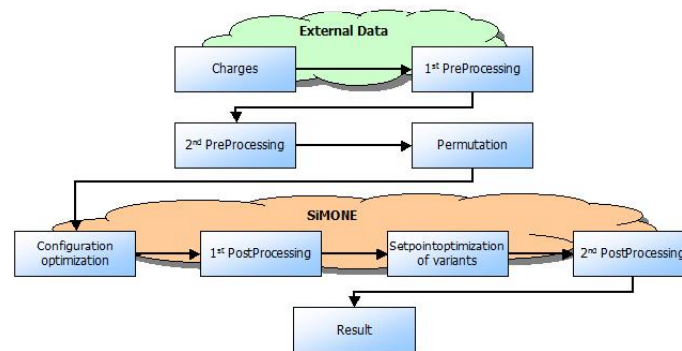 External Data
Charges
1st PreProcessing
2nd PreProcessing
Permutation
SiMONE
Configuration
optimization
1st PostProcessing
Setpointoptimization
of variants
2nd PostProcessing
Result